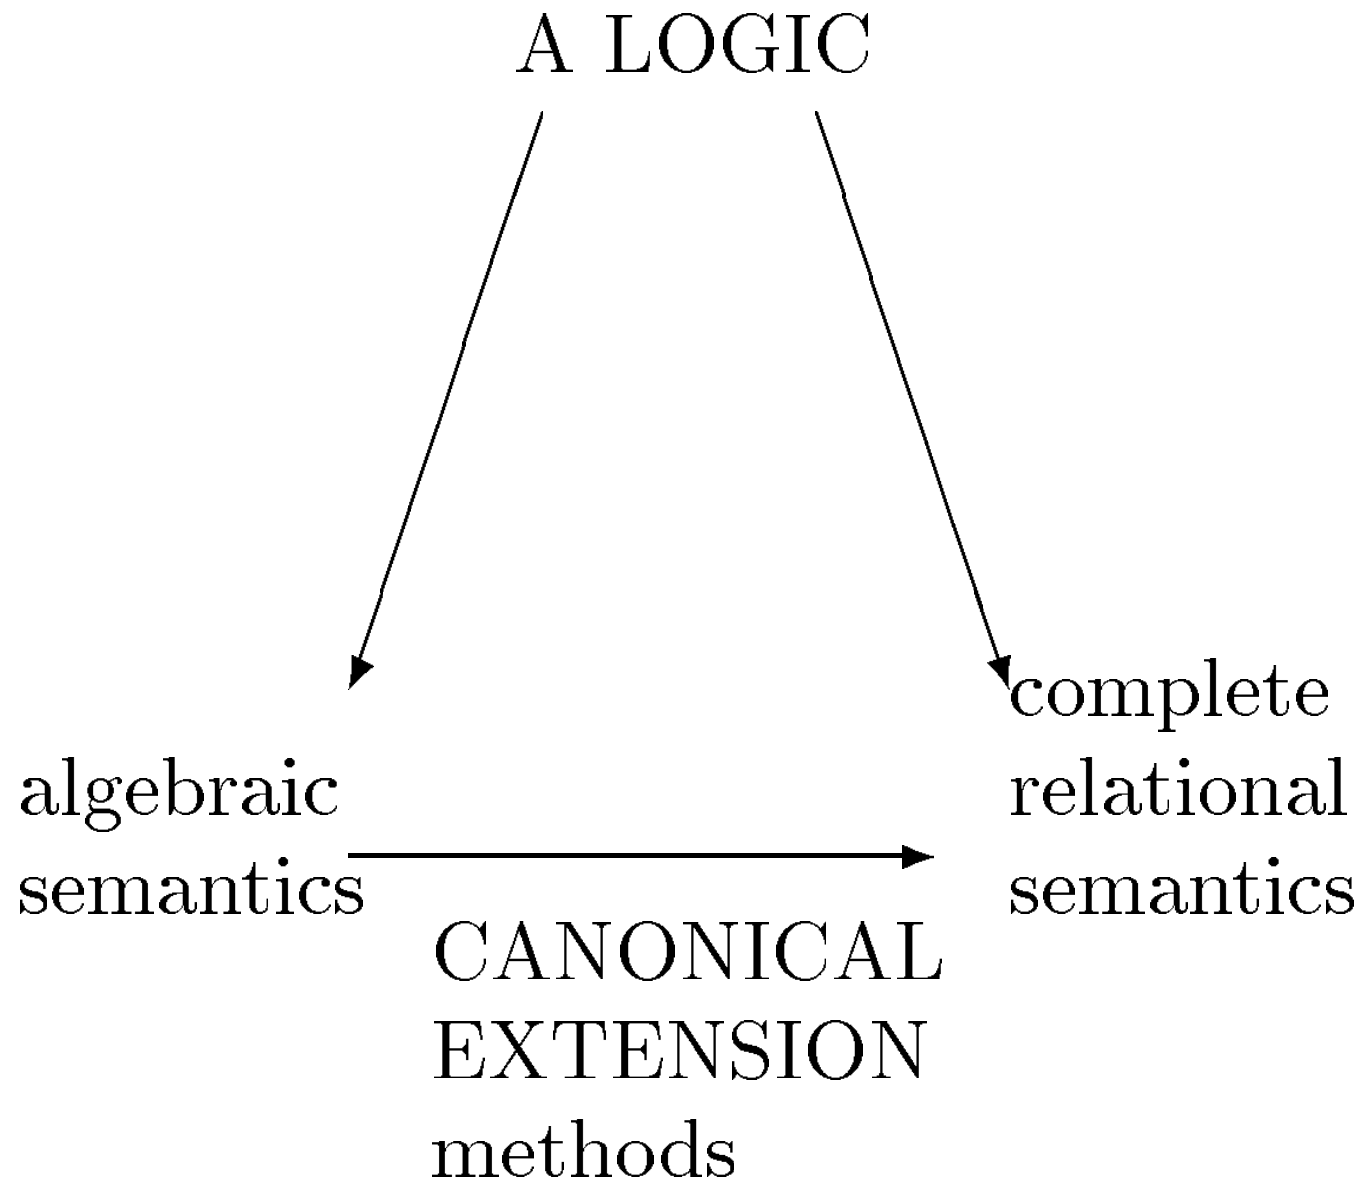 A LOGIC
algebraic
semantics
complete
relational
semantics
CANONICAL
EXTENSION
methods